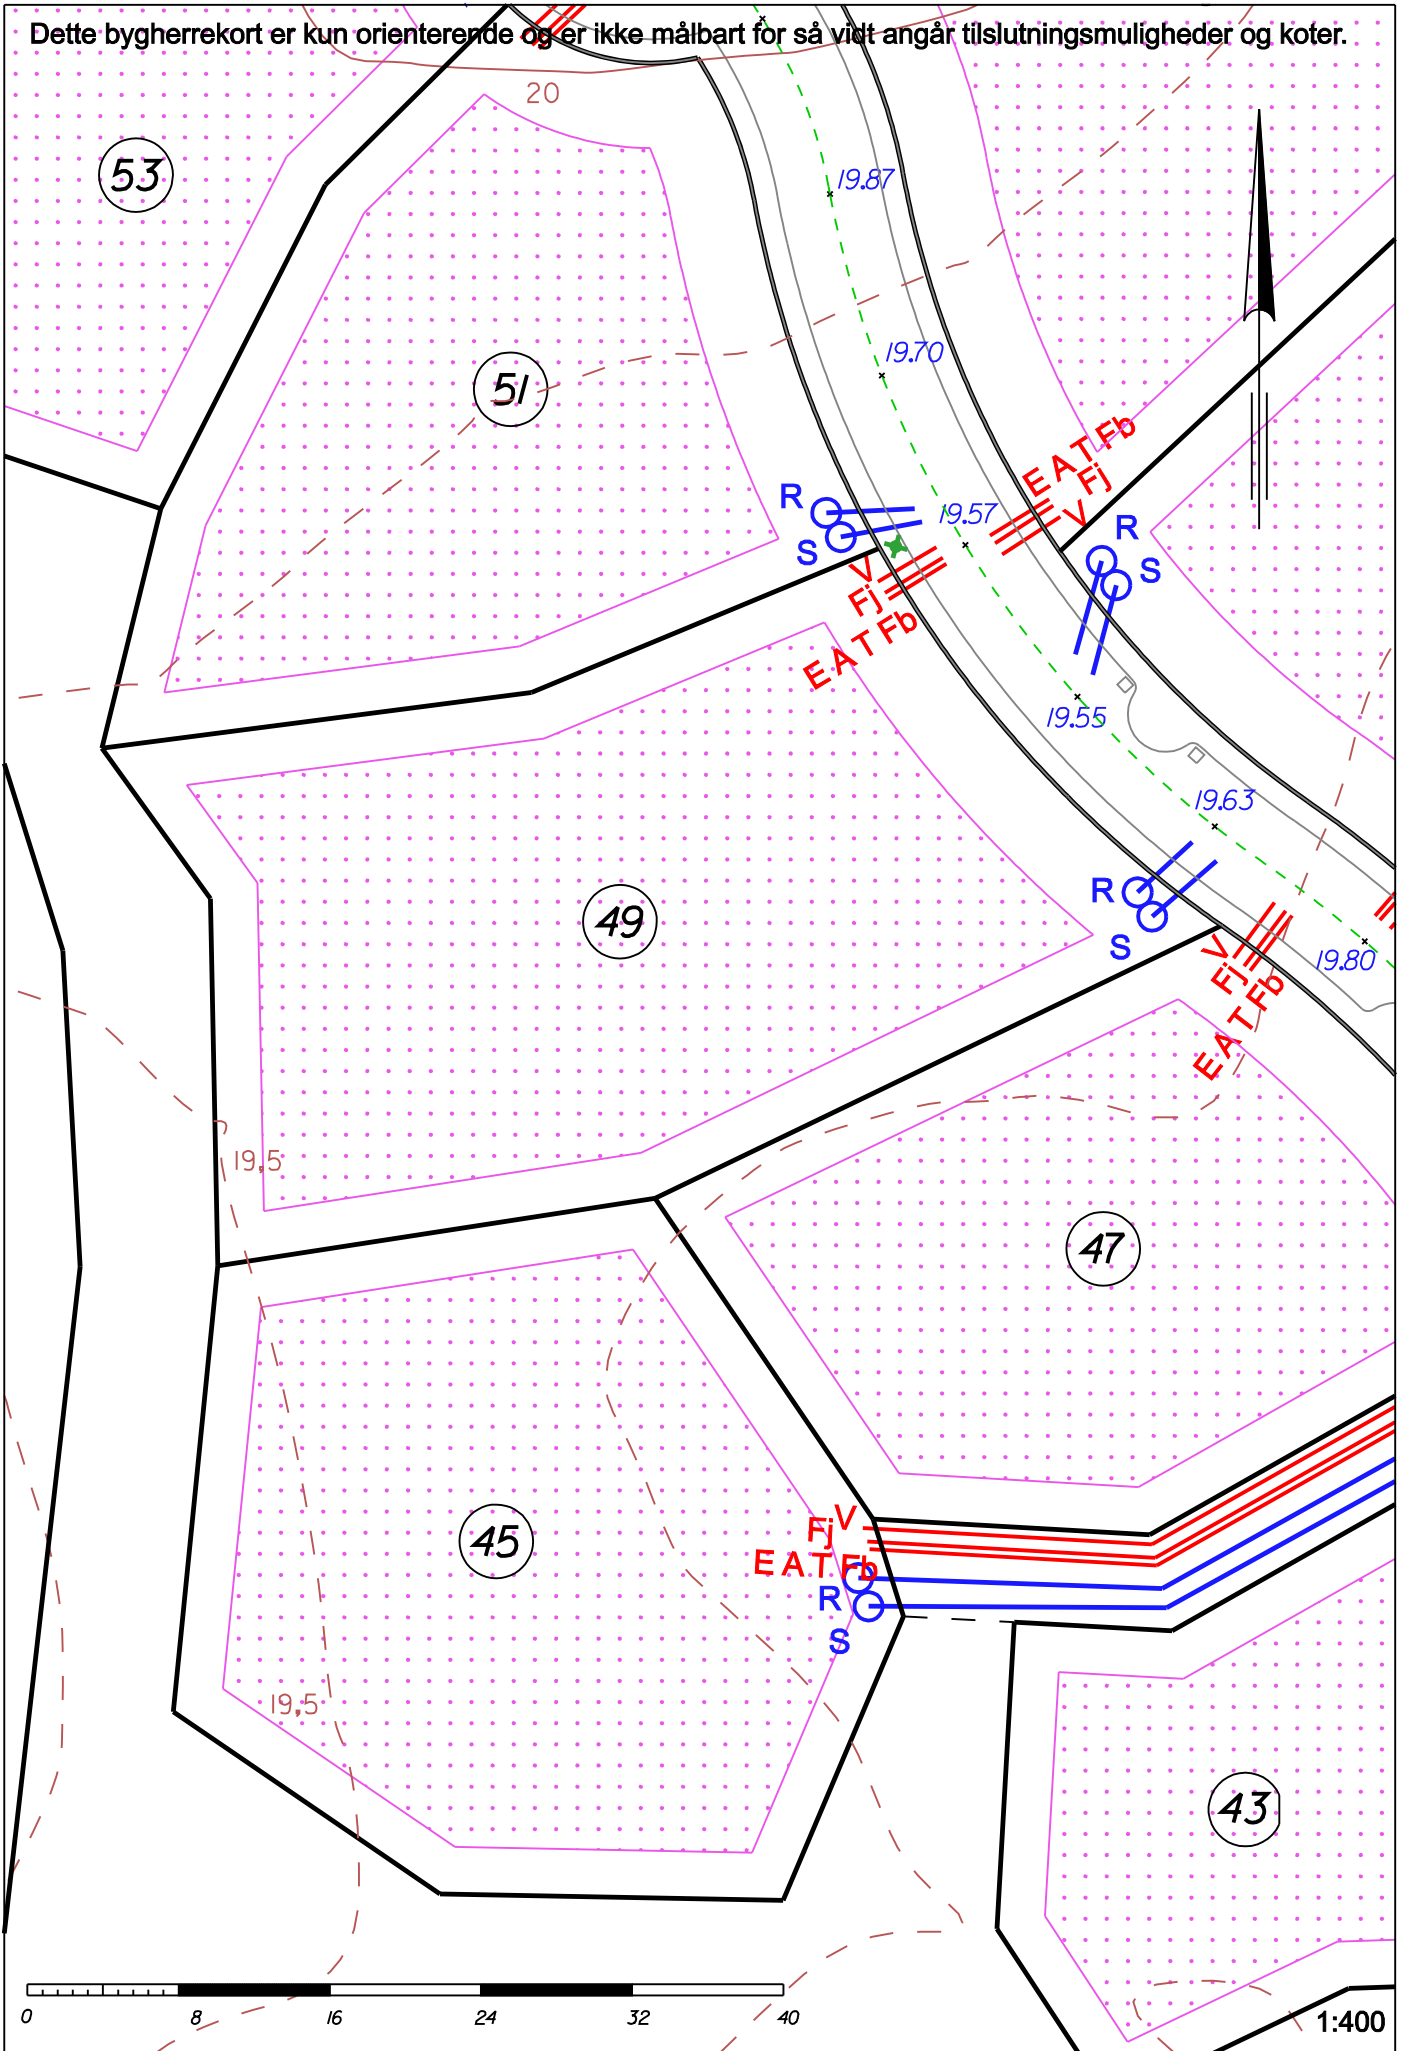 Dette bygherrekort er kun orienterende og er ikke målbart for så vidt angår tilslutningsmuligheder og koter.
20
53
19.87
19.70
51
E A T Fb
Fj
V
R
S
19.57
R
S
V
Fj
E A T Fb
19.55
19.63
R
S
49
V
Fj
E A T Fb
19.80
19,5
47
V
Fj
E A T Fb
R
S
45
19,5
43
0 8 16 24 32 40
1:400